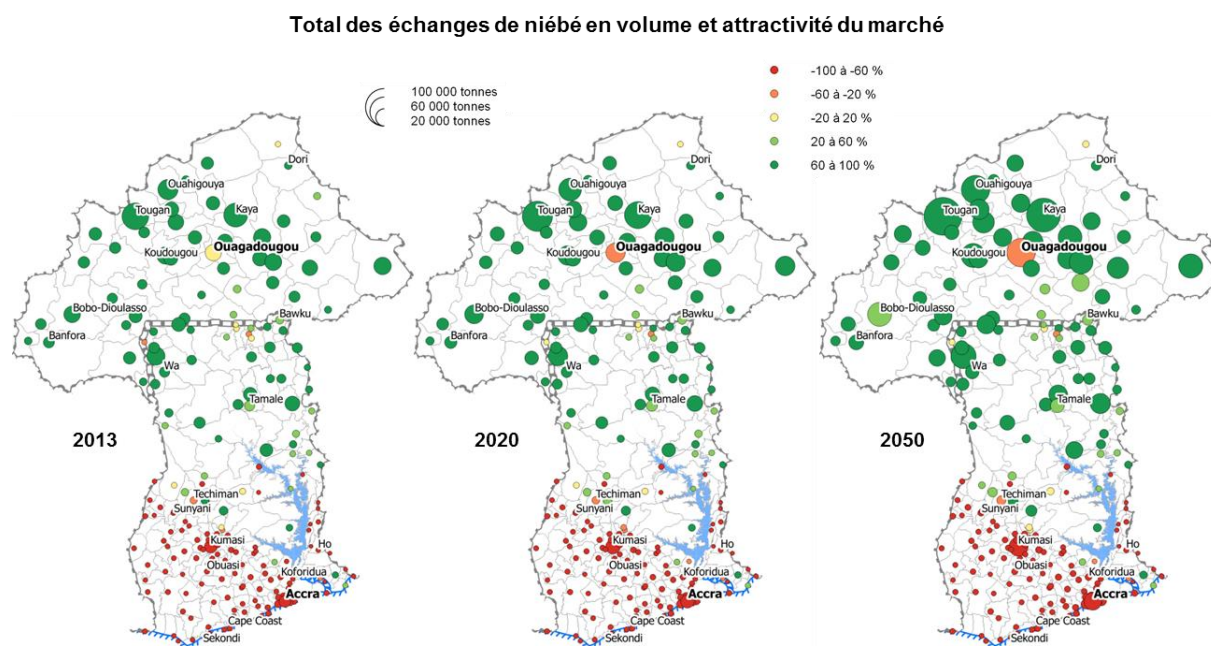 Total des échanges de niébé en volume et attractivité du marché
100 000 tonnes
60 000 tonnes
20 000 tonnes
-100 à -60 %
-60 à -20 %
-20 à 20 %
20 à 60 %
60 à 100 %
Dori
Ouahigouya
Tougan
Kaya
Ouagadougou
Koudougou
Bobo-Dioulasso
Bawku
Banfora
Wa
Tamale
2013
Techiman
Sunyani
Kumasi
Ho
Obuasi
Koforidua
Accra
Cape Coast
Sekondi
Dori
Ouahigouya
Tougan
Kaya
Ouagadougou
Koudougou
Bobo-Dioulasso
Bawku
Banfora
Wa
Tamale
2020
Techiman
Sunyani
Kumasi
Ho
Obuasi
Koforidua
Accra
Cape Coast
Sekondi
Dori
Ouahigouya
Tougan
Kaya
Ouagadougou
Koudougou
Bobo-Dioulasso
Bawku
Banfora
Wa
Tamale
2050
Techiman
Sunyani
Kumasi
Ho
Obuasi
Koforidua
Accra
Cape Coast
Sekondi